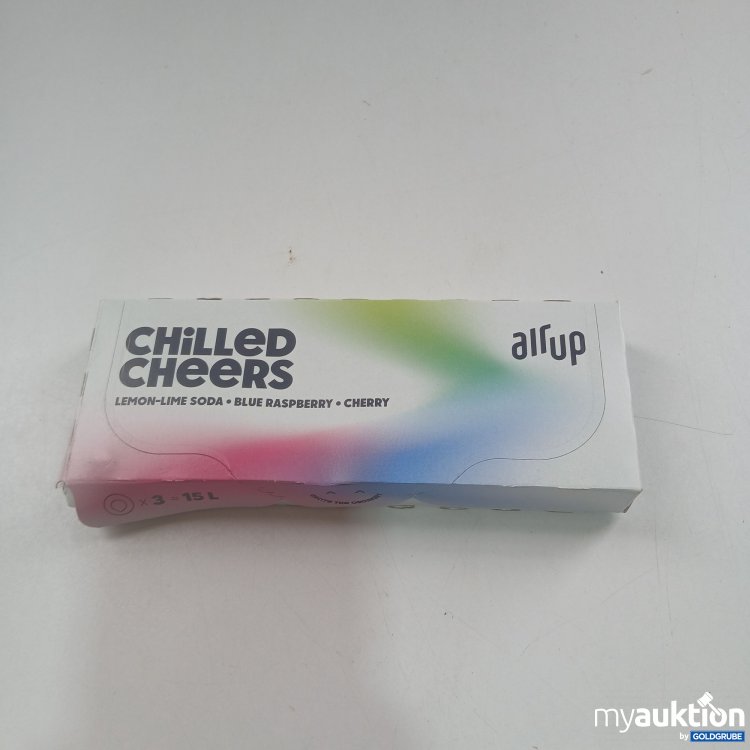 CHiLLeD
CHeeRS
LEMON-LIME SODA • BLUE RASPBERRY • CHERRY
air up
x 3 = 15 L
myauktion
by GOLDGRUBE